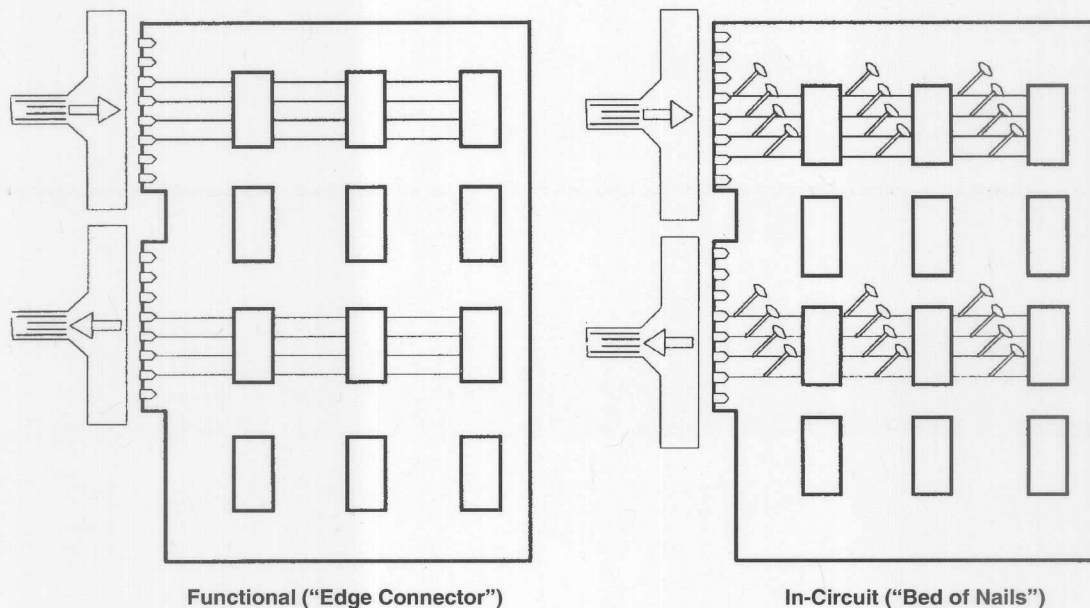 Functional (“Edge Connector”)
In-Circuit (“Bed of Nails”)